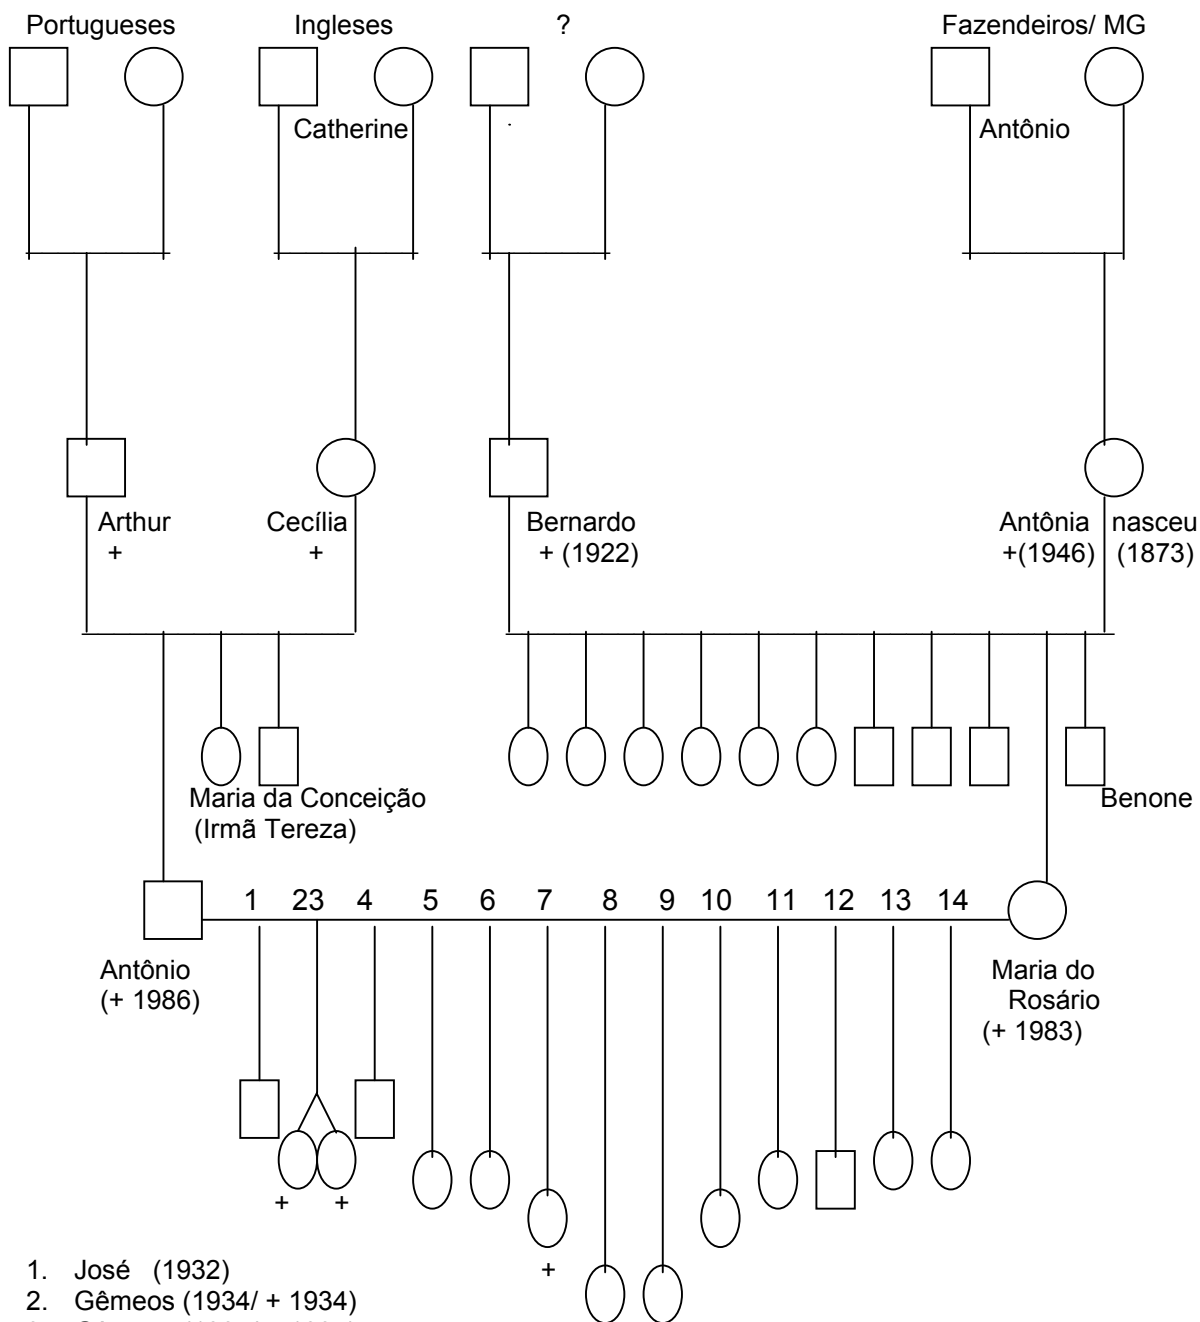 Portugueses Ingleses ? Fazendeiros/ MG
Catherine Antônio
Arthur Cecília Bernardo Antônia nasceu
+ + + (1922) +(1946) (1873)
Maria da Conceição Benone
(Irmã Tereza)
1 23 4 5 6 7 8 9 10 11 12 13 14
Antônio Maria do
(+ 1986) Rosário
(+ 1983)
+ +
+
1. José (1932)
2. Gêmeos (1934/ + 1934)